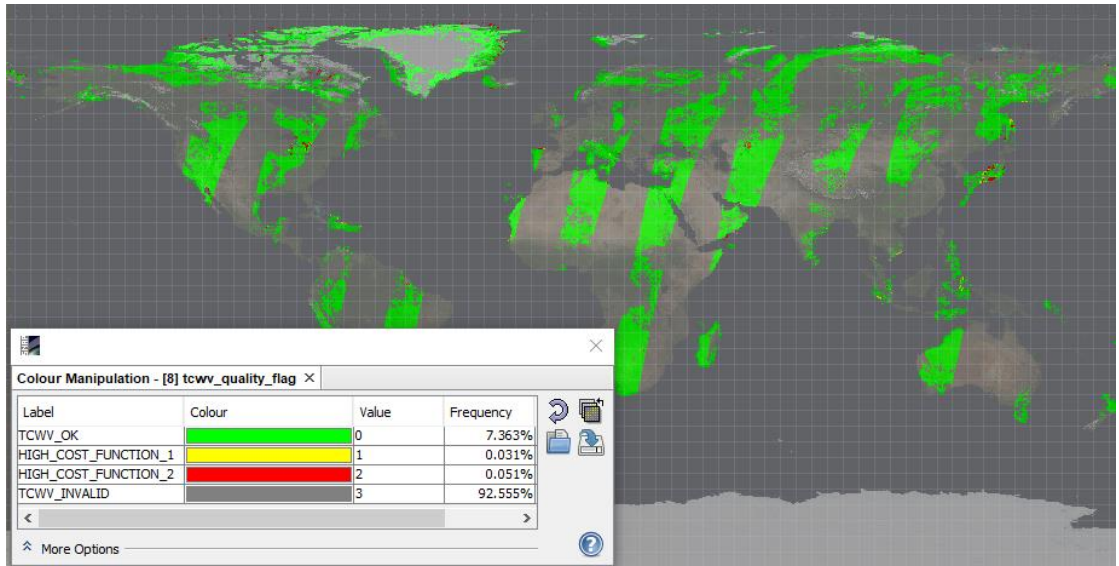 Colour Manipulation - [8] tcwv_quality_flag ×
Label Colour Value Frequency
TCWV_OK 0 7.363%
HIGH_COST_FUNCTION_1 1 0.031%
HIGH_COST_FUNCTION_2 2 0.051%
TCWV_INVALID 3 92.555%
More Options